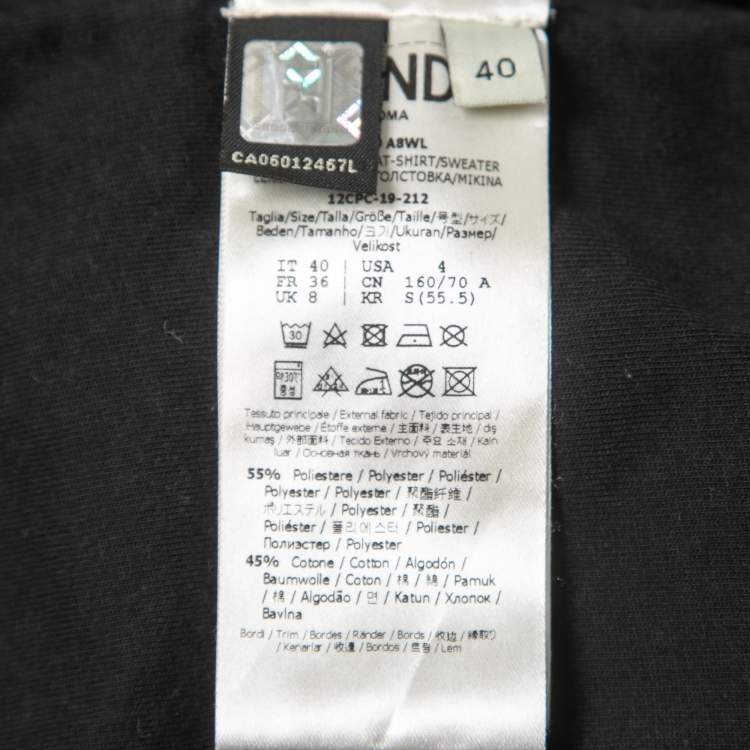 40
ND
OMA
A8WL
CA06012467L
AT-SHIRT/SWEATER
ТОЛСТОВКА/MIKINA
12CPC-19-212
Taglia/Size/Talla/Größe/Taille/号型/サイズ/
Beden/Tamanho/크기/Ukuran/Размер/
Velikost
IT 40 | USA 4
FR 36 | CN 160/70 A
UK 8 | KR S(55.5)
30
약30℃
중성
Tessuto principale / External fabric / Tejido principal /
Hauptgewebe / Étoffe externe / 主面料 / 表生地 / dış
kumaş / 外部面料 / Tecido Externo / 주요 소재 / Kain
luar / Основная ткань / Vrchový materiál
55% Poliestere / Polyester / Poliéster /
Polyester / Polyester / 聚酯纤维 /
ポリエステル / Polyester / 聚酯 /
Poliéster / 폴리에스터 / Poliester /
Полиэстер / Polyester
45% Cotone / Cotton / Algodón /
Baumwolle / Coton / 棉 / 綿 / Pamuk
/ 棉 / Algodão / 면 / Katun / Хлопок /
Bavlna
Bordi / Trim / Bordes / Ränder / Bords / 收边 / 縁取り
/ Kenarlar / 收邊 / Bordos / 트림 / Lem